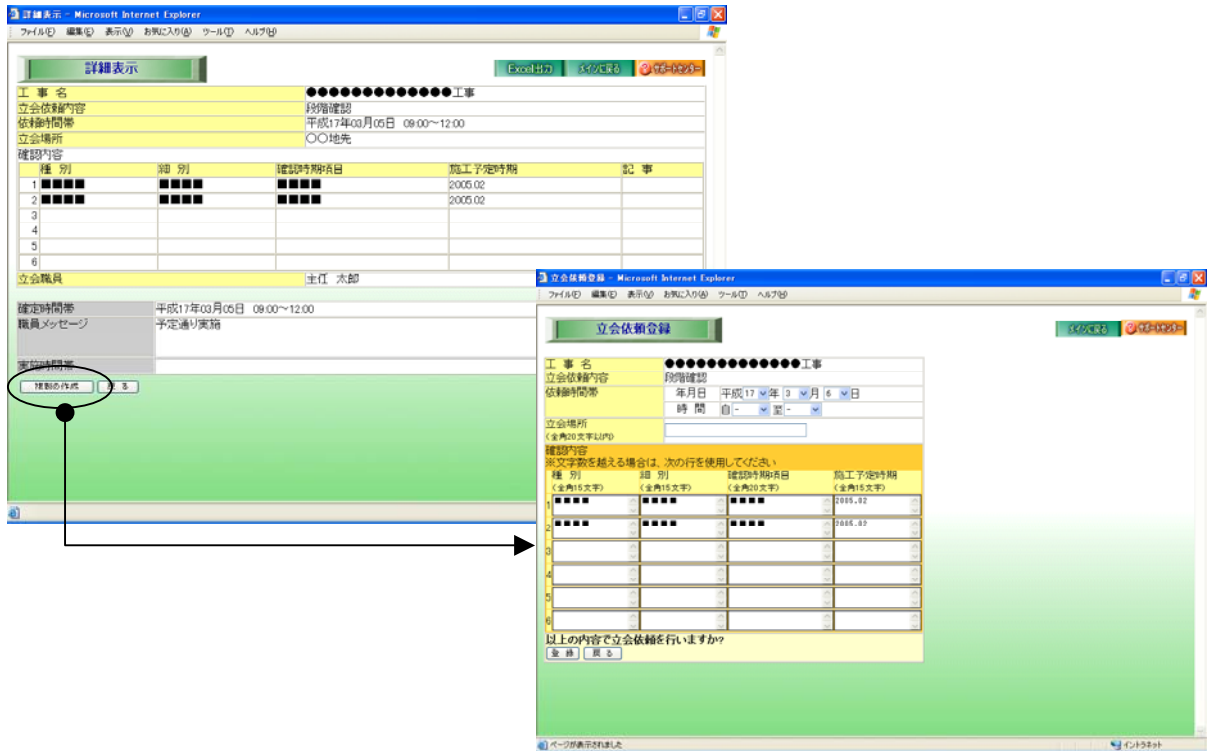 詳細表示 - Microsoft Internet Explorer
ファイル(F) 編集(E) 表示(V) お気に入り(A) ツール(T) ヘルプ(H)
詳細表示
Excel出力 メインに戻る サポートセンター
工 事 名 ●●●●●●●●●●●●●工事
立会依頼内容 段階確認
依頼時間帯 平成17年03月05日 09:00～12:00
立会場所 〇〇地先
確認内容
種 別 細 別 確認時期項目 施工予定時期 記 事
1 ■■■■ ■■■■ ■■■■ 2005.02
2 ■■■■ ■■■■ ■■■■ 2005.02
3
4
5
6
立会職員 主任 太郎
確定時間帯 平成17年03月05日 09:00～12:00
職員メッセージ 予定通り実施
実施時間帯
複製の作成 戻 る
立会依頼登録 - Microsoft Internet Explorer
ファイル(F) 編集(E) 表示(V) お気に入り(A) ツール(T) ヘルプ(H)
立会依頼登録
メインに戻る サポートセンター
工 事 名 ●●●●●●●●●●●●●工事
立会依頼内容 段階確認
依頼時間帯 年月日 平成17年3月6日
時 間 自 - 至 -
立会場所
(全角20文字以内)
確認内容
※文字数を越える場合は、次の行を使用してください
種 別 細 別 確認時期項目 施工予定時期
(全角15文字) (全角15文字) (全角20文字) (全角15文字)
1 ■■■■ ■■■■ ■■■■ 2005.02
2 ■■■■ ■■■■ ■■■■ 2005.02
3
4
5
6
以上の内容で立会依頼を行いますか?
登 録 戻 る
ページが表示されました イントラネット